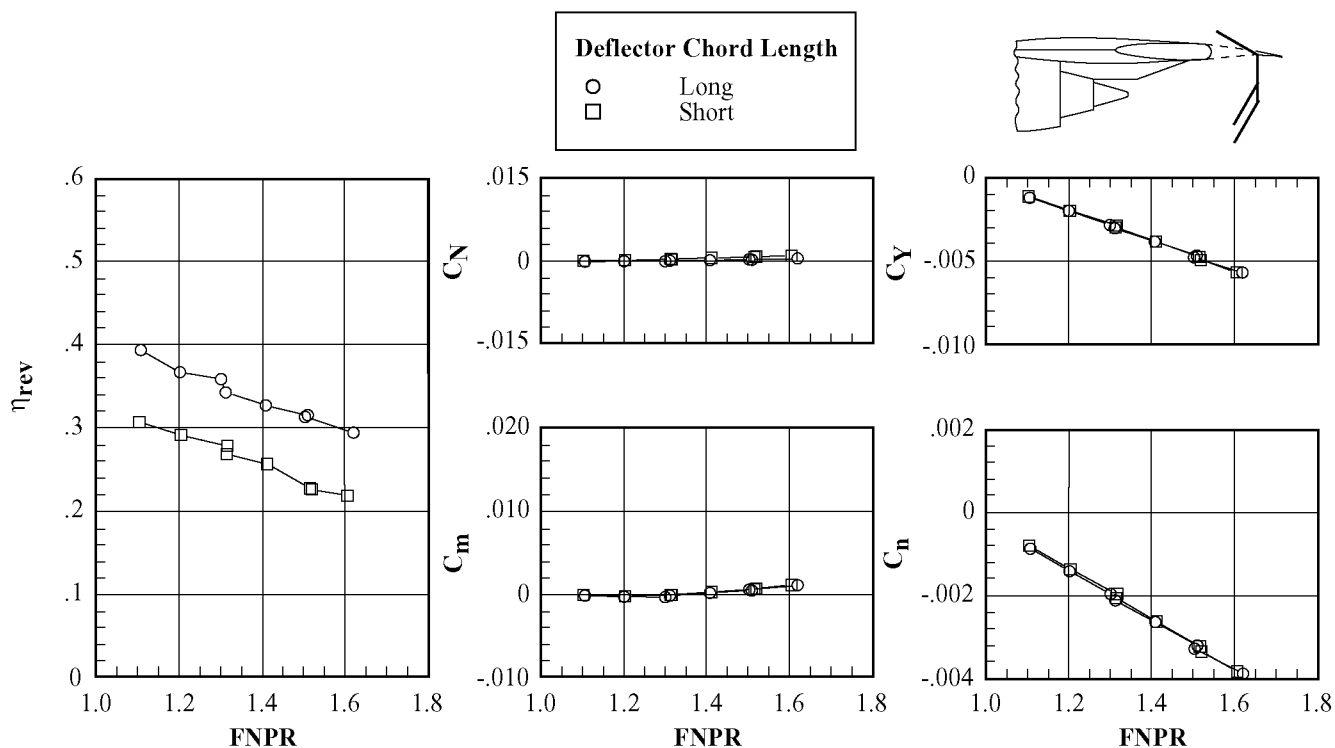 Deflector Chord Length
Long
Short
.6
.5
.4
.3
.2
.1
0
ηrev
1.0 1.2 1.4 1.6 1.8
FNPR
.015
0
-.015
CN
.020
.010
0
-.010
Cm
1.0 1.2 1.4 1.6 1.8
FNPR
0
-.005
-.010
CY
.002
0
-.002
-.004
Cn
1.0 1.2 1.4 1.6 1.8
FNPR